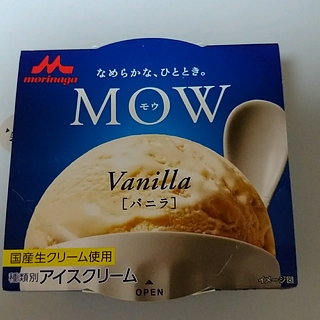 morinaga
なめらかな、ひととき。
MOW
モウ
Vanilla
[バニラ]
国産生クリーム使用
種類別アイスクリーム
イメージ図
OPEN